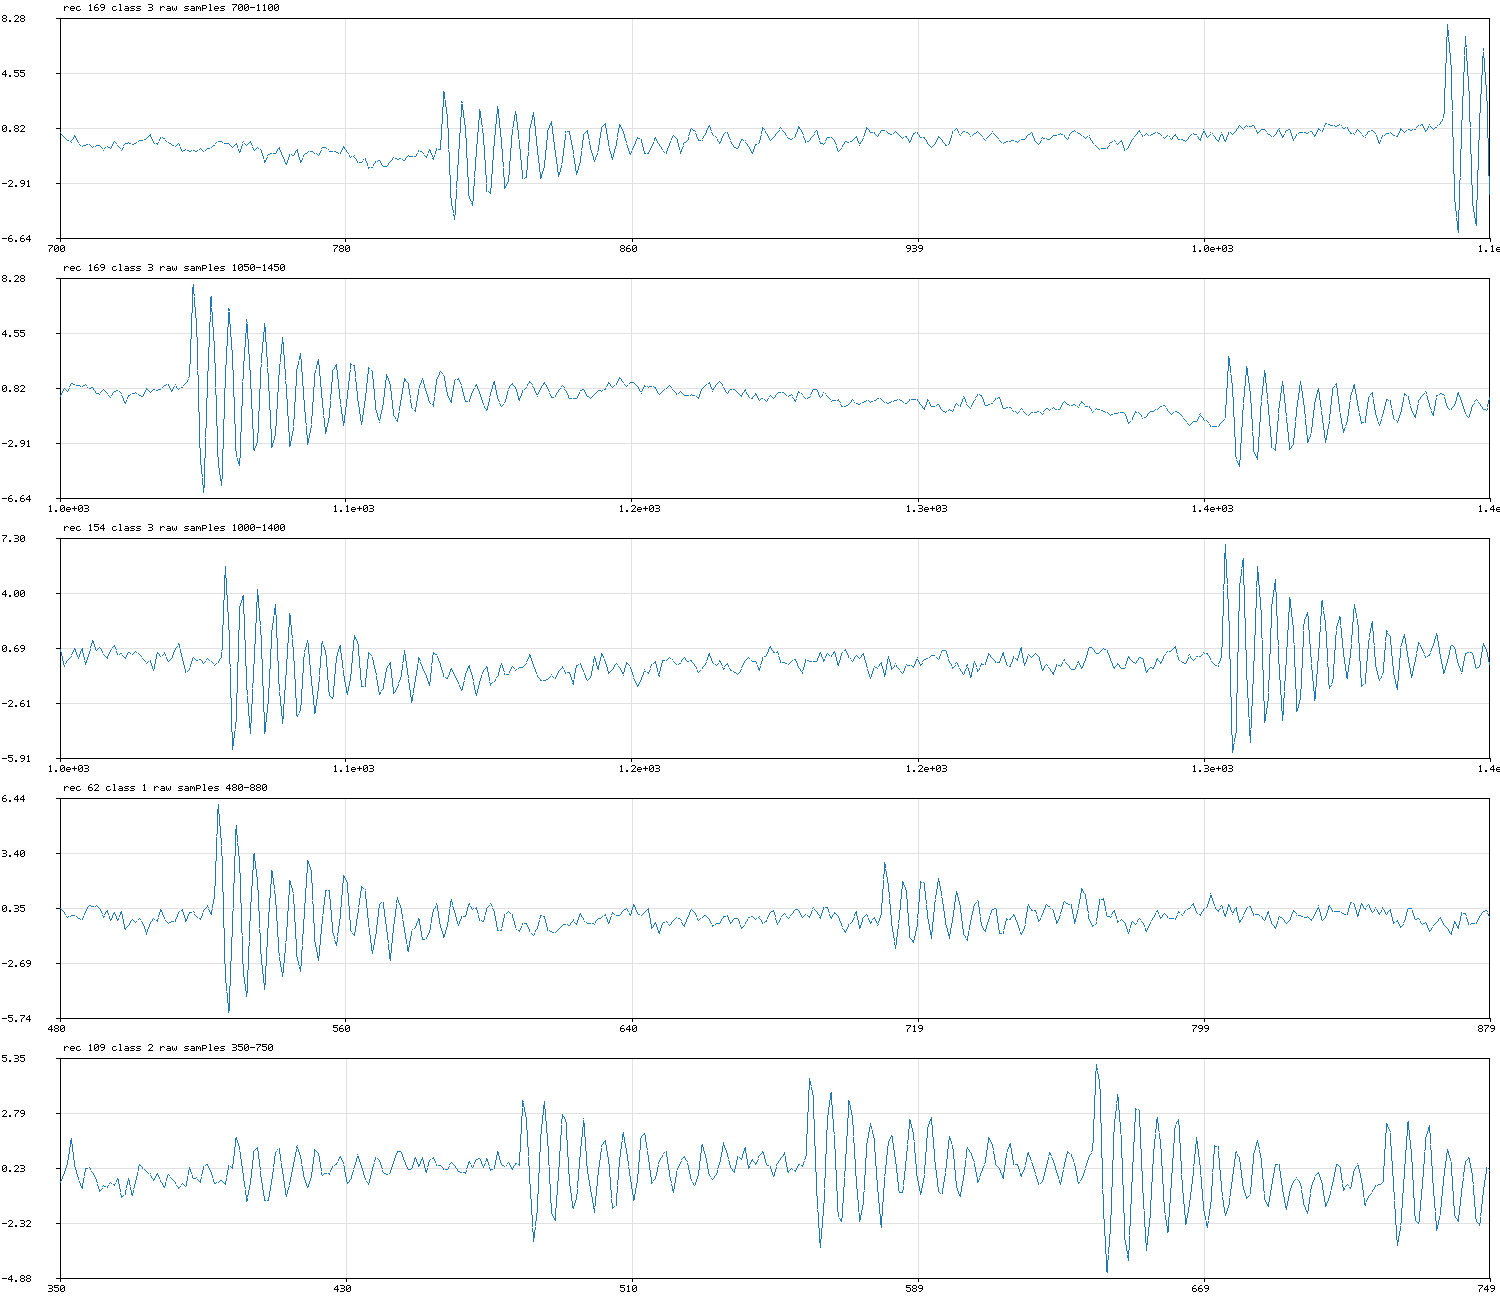 rec 169 class 3 raw samples 700-1100
8.28
4.55
0.82
-2.91
-6.64
700 780 860 939 1.0e+03 1.1e
rec 169 class 3 raw samples 1050-1450
8.28
4.55
0.82
-2.91
-6.64
1.0e+03 1.1e+03 1.2e+03 1.3e+03 1.4e+03 1.4e
rec 154 class 3 raw samples 1000-1400
7.30
4.00
0.69
-2.61
-5.91
1.0e+03 1.1e+03 1.2e+03 1.2e+03 1.3e+03 1.4e
rec 62 class 1 raw samples 480-880
6.44
3.40
0.35
-2.69
-5.74
480 560 640 719 799 879
rec 109 class 2 raw samples 350-750
5.35
2.79
0.23
-2.32
-4.88
350 430 510 589 669 749